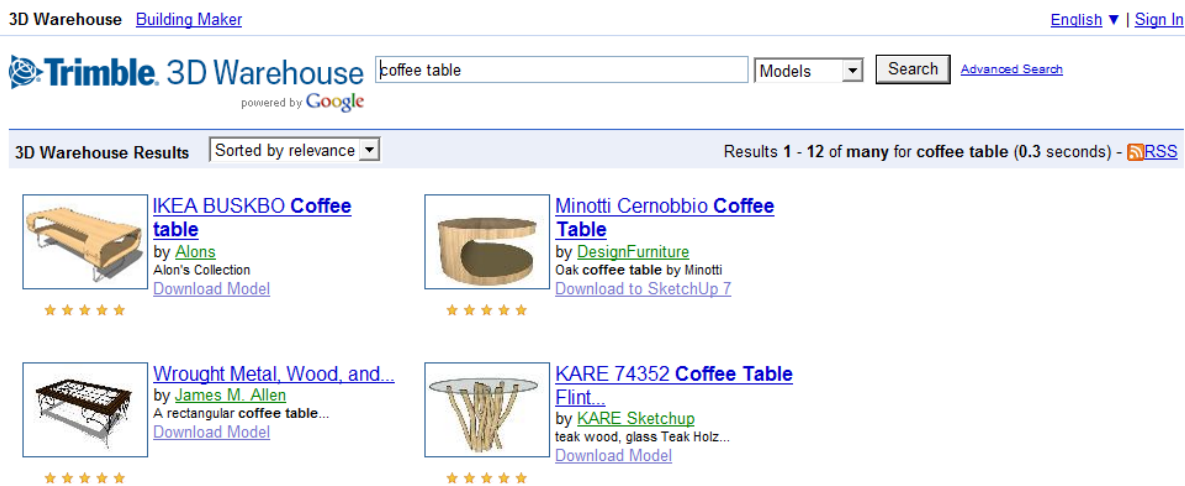 3D Warehouse Building Maker English ▼ | Sign In
Trimble. 3D Warehouse coffee table Models Search Advanced Search
powered by Google
3D Warehouse Results Sorted by relevance Results 1 - 12 of many for coffee table (0.3 seconds) - RSS
IKEA BUSKBO Coffee
table
by Alons
Alon's Collection
Download Model
Minotti Cernobbio Coffee
Table
by DesignFurniture
Oak coffee table by Minotti
Download to SketchUp 7
Wrought Metal, Wood, and...
by James M. Allen
A rectangular coffee table...
Download Model
KARE 74352 Coffee Table
Flint...
by KARE Sketchup
teak wood, glass Teak Holz...
Download Model